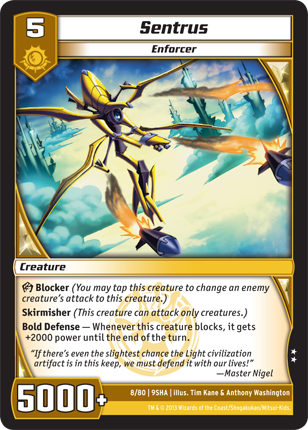 5
Sentrus
Enforcer
Creature
Blocker (You may tap this creature to change an enemy
creature's attack to this creature.)
Skirmisher (This creature can attack only creatures.)
Bold Defense — Whenever this creature blocks, it gets
+2000 power until the end of the turn.
"If there's even the slightest chance the Light civilization
artifact is in this keep, we must defend it with our lives!"
—Master Nigel
5000+
8/80 | 9SHA | illus. Tim Kane & Anthony Washington
TM & © 2013 Wizards of the Coast/Shogakukan/Mitsui-Kids